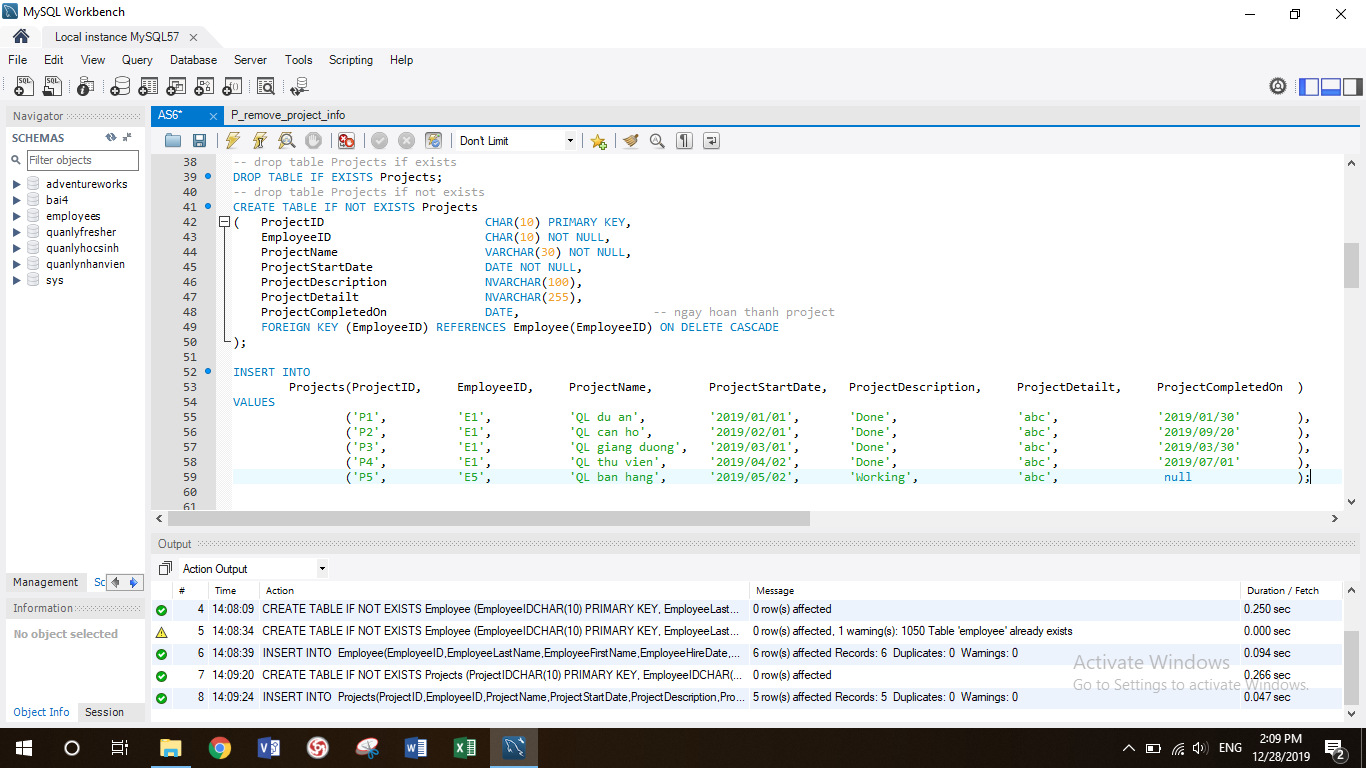 MySQL Workbench
Local instance MySQL57
File Edit View Query Database Server Tools Scripting Help
Navigator
SCHEMAS
Filter objects
adventureworks
bai4
employees
quanlyfresher
quanlyhocsinh
quanlynhanvien
sys
Management Sc
Information
No object selected
Object Info Session
AS6* P_remove_project_info
Don't Limit
38 -- drop table Projects if exists
39 DROP TABLE IF EXISTS Projects;
40 -- drop table Projects if not exists
41 CREATE TABLE IF NOT EXISTS Projects
42 ( ProjectID CHAR(10) PRIMARY KEY,
43 EmployeeID CHAR(10) NOT NULL,
44 ProjectName VARCHAR(30) NOT NULL,
45 ProjectStartDate DATE NOT NULL,
46 ProjectDescription NVARCHAR(100),
47 ProjectDetailt NVARCHAR(255),
48 ProjectCompletedOn DATE, -- ngay hoan thanh project
49 FOREIGN KEY (EmployeeID) REFERENCES Employee(EmployeeID) ON DELETE CASCADE
50 );
51
52 INSERT INTO
53 Projects(ProjectID, EmployeeID, ProjectName, ProjectStartDate, ProjectDescription, ProjectDetailt, ProjectCompletedOn )
54 VALUES
55 ('P1', 'E1', 'QL du an', '2019/01/01', 'Done', 'abc', '2019/01/30' ),
56 ('P2', 'E1', 'QL can ho', '2019/02/01', 'Done', 'abc', '2019/09/20' ),
57 ('P3', 'E1', 'QL giang duong', '2019/03/01', 'Done', 'abc', '2019/03/30' ),
58 ('P4', 'E1', 'QL thu vien', '2019/04/02', 'Done', 'abc', '2019/07/01' ),
59 ('P5', 'E5', 'QL ban hang', '2019/05/02', 'Working', 'abc', null );
60
61
Output
Action Output
# Time Action Message Duration / Fetch
4 14:08:09 CREATE TABLE IF NOT EXISTS Employee (EmployeeIDCHAR(10) PRIMARY KEY, EmployeeLast... 0 row(s) affected 0.250 sec
5 14:08:34 CREATE TABLE IF NOT EXISTS Employee (EmployeeIDCHAR(10) PRIMARY KEY, EmployeeLast... 0 row(s) affected, 1 warning(s): 1050 Table 'employee' already exists 0.000 sec
6 14:08:39 INSERT INTO Employee(EmployeeID,EmployeeLastName,EmployeeFirstName,EmployeeHireDate,... 6 row(s) affected Records: 6 Duplicates: 0 Warnings: 0 0.094 sec
7 14:09:20 CREATE TABLE IF NOT EXISTS Projects (ProjectIDCHAR(10) PRIMARY KEY, EmployeeIDCHAR(... 0 row(s) affected 0.266 sec
8 14:09:24 INSERT INTO Projects(ProjectID,EmployeeID,ProjectName,ProjectStartDate,ProjectDescription,Pro... 5 row(s) affected Records: 5 Duplicates: 0 Warnings: 0 0.047 sec
Activate Windows
Go to Settings to activate Windows.
ENG
2:09 PM
12/28/2019
2